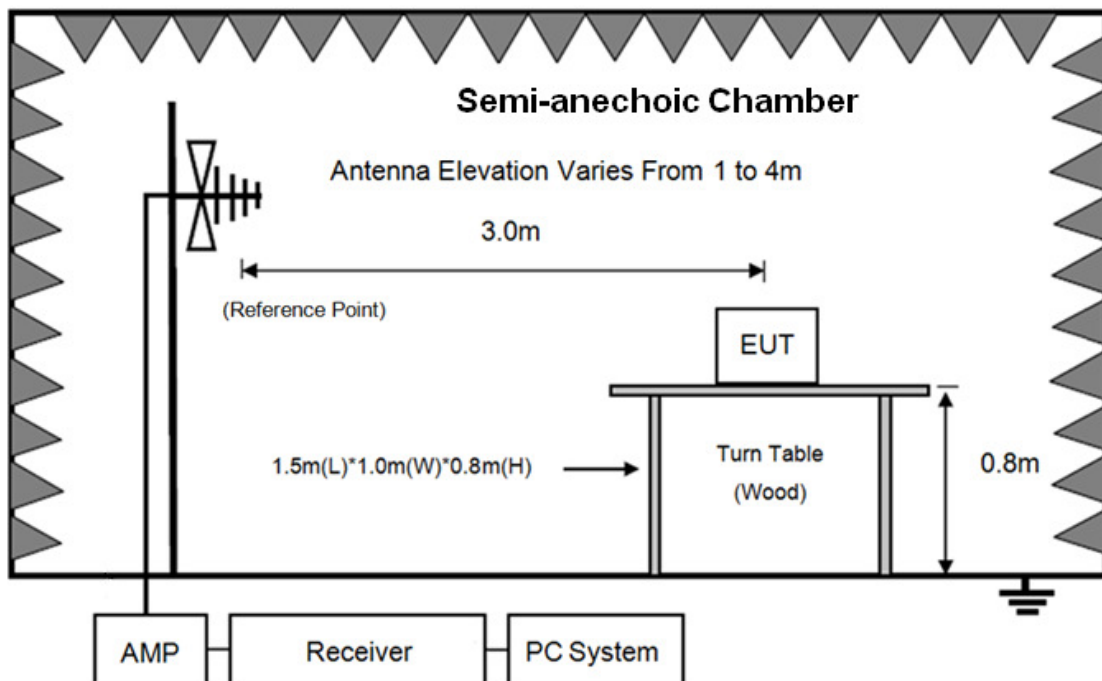 Semi-anechoic Chamber
Antenna Elevation Varies From 1 to 4m
3.0m
(Reference Point)
EUT
1.5m(L)*1.0m(W)*0.8m(H)
Turn Table
(Wood)
0.8m
AMP
Receiver
PC System